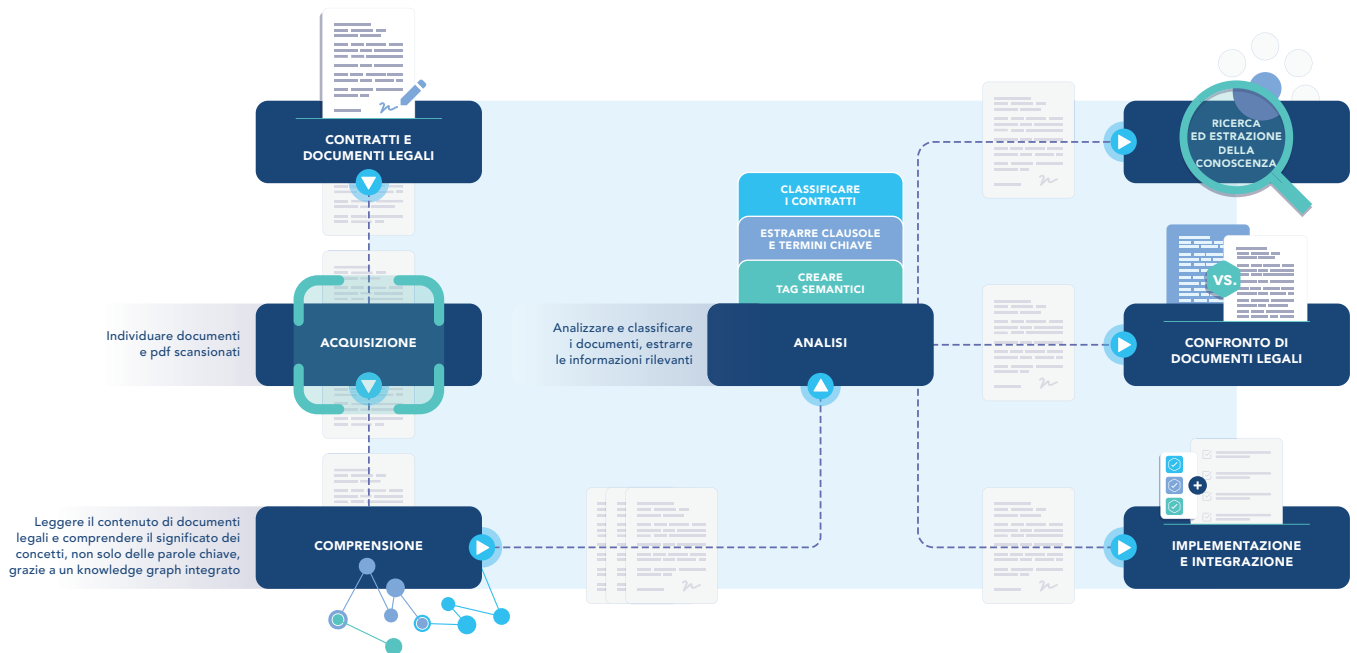 CONTRATTI E
DOCUMENTI LEGALI
Individuare documenti
e pdf scansionati
ACQUISIZIONE
Leggere il contenuto di documenti
legali e comprendere il significato dei
concetti, non solo delle parole chiave,
grazie a un knowledge graph integrato
COMPRENSIONE
CLASSIFICARE
I CONTRATTI
ESTRARRE CLAUSOLE
E TERMINI CHIAVE
CREARE
TAG SEMANTICI
Analizzare e classificare
i documenti, estrarre
le informazioni rilevanti
ANALISI
RICERCA
ED ESTRAZIONE
DELLA
CONOSCENZA
VS.
CONFRONTO DI
DOCUMENTI LEGALI
IMPLEMENTAZIONE
E INTEGRAZIONE